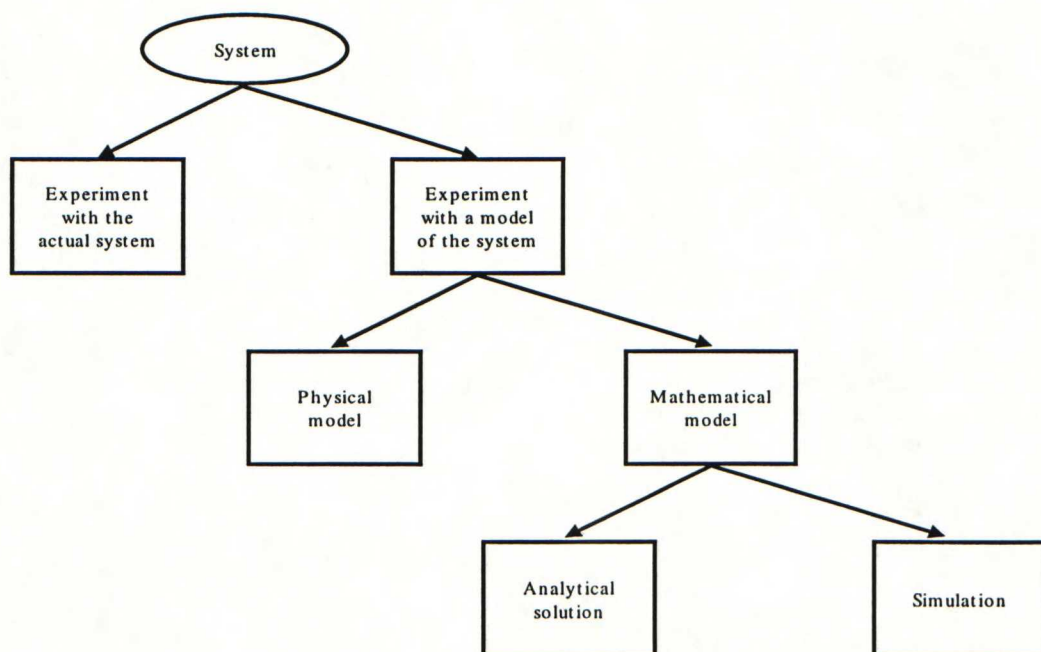 System
Experiment
with the
actual system
Experiment
with a model
of the system
Physical
model
Mathematical
model
Analytical
solution
Simulation